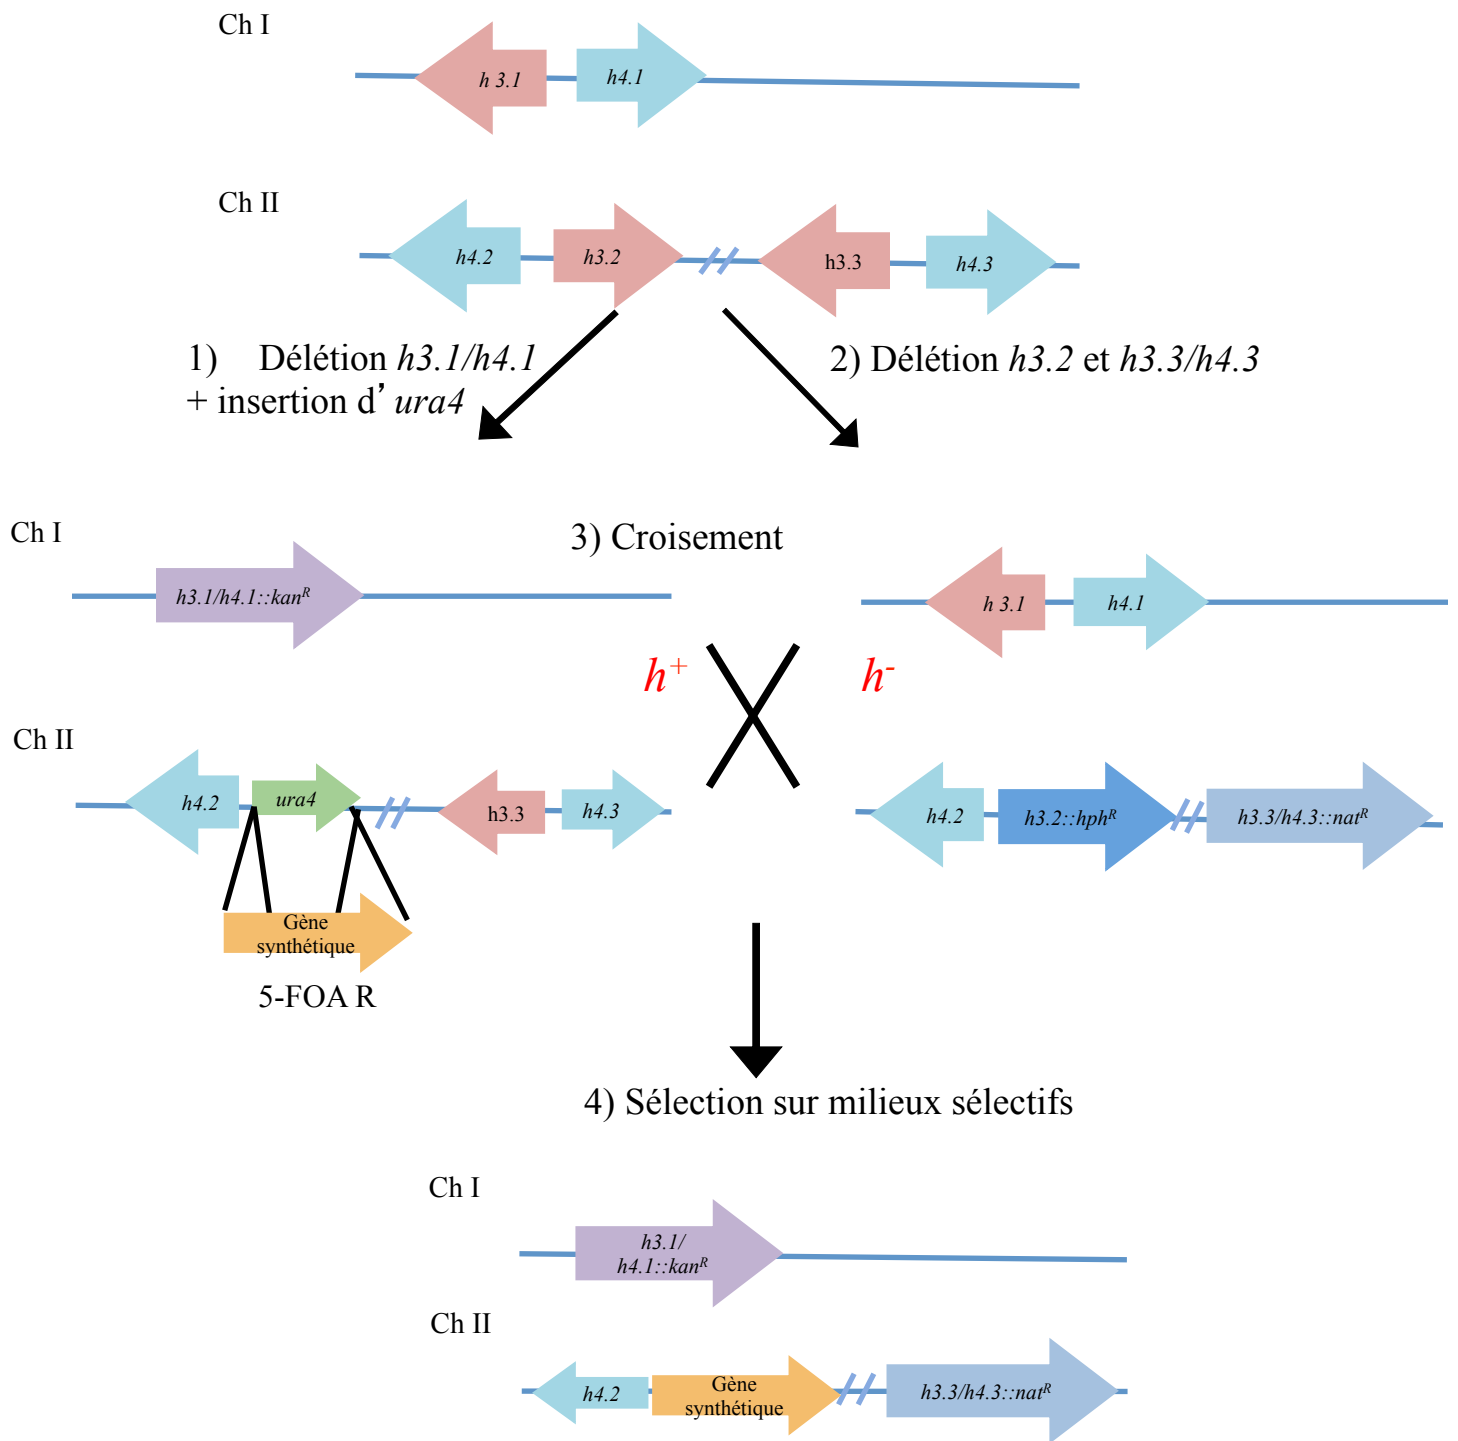 Ch I
h 3.1
h4.1
Ch II
h4.2
h3.2
h3.3
h4.3
1) Délétion h3.1/h4.1
+ insertion d’ ura4
2) Délétion h3.2 et h3.3/h4.3
3) Croisement
Ch I
h3.1/h4.1::kanᴿ
h 3.1
h4.1
h⁺
h⁻
Ch II
h4.2
ura4
h3.3
h4.3
h4.2
h3.2::hphᴿ
h3.3/h4.3::natᴿ
Gène
synthétique
5-FOA R
4) Sélection sur milieux sélectifs
Ch I
h3.1/
h4.1::kanᴿ
Ch II
h4.2
Gène
synthétique
h3.3/h4.3::natᴿ